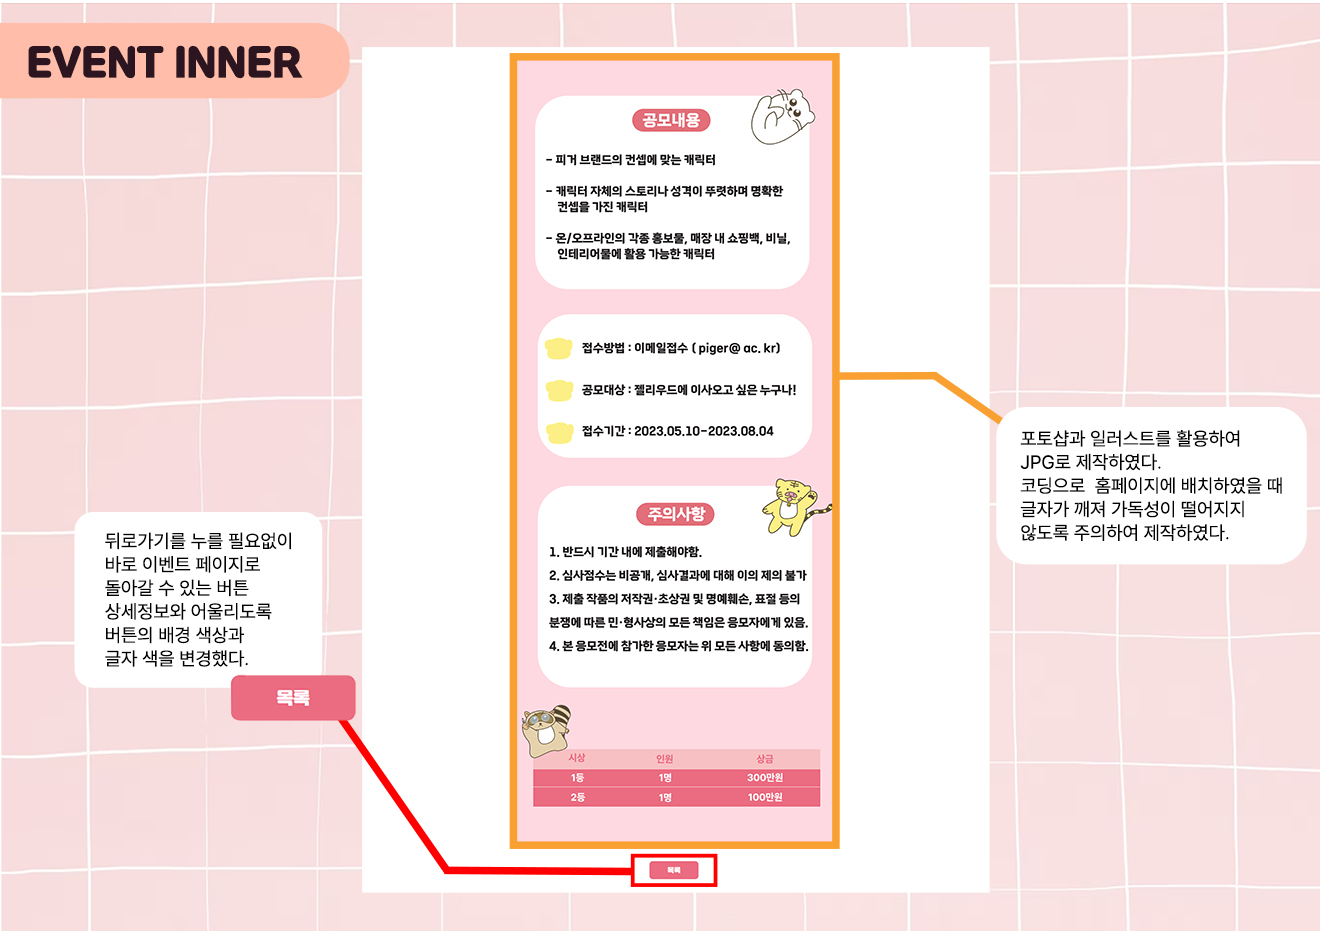 EVENT INNER
공모내용
- 피거 브랜드의 컨셉에 맞는 캐릭터
- 캐릭터 자체의 스토리나 성격이 뚜렷하며 명확한
컨셉을 가진 캐릭터
- 온/오프라인의 각종 홍보물, 매장 내 쇼핑백, 비닐,
인테리어물에 활용 가능한 캐릭터
접수방법 : 이메일접수 ( piger@ ac. kr)
공모대상 : 젤리우드에 이사오고 싶은 누구나!
접수기간 : 2023.05.10-2023.08.04
주의사항
1. 반드시 기간 내에 제출해야함.
2. 심사점수는 비공개, 심사결과에 대해 이의 제의 불가
3. 제출 작품의 저작권·초상권 및 명예훼손, 표절 등의
분쟁에 따른 민·형사상의 모든 책임은 응모자에게 있음.
4. 본 응모전에 참가한 응모자는 위 모든 사항에 동의함.
시상 인원 상금
1등 1명 300만원
2등 1명 100만원
목록
포토샵과 일러스트를 활용하여
JPG로 제작하였다.
코딩으로 홈페이지에 배치하였을 때
글자가 깨져 가독성이 떨어지지
않도록 주의하여 제작하였다.
뒤로가기를 누를 필요없이
바로 이벤트 페이지로
돌아갈 수 있는 버튼
상세정보와 어울리도록
버튼의 배경 색상과
글자 색을 변경했다.
목록